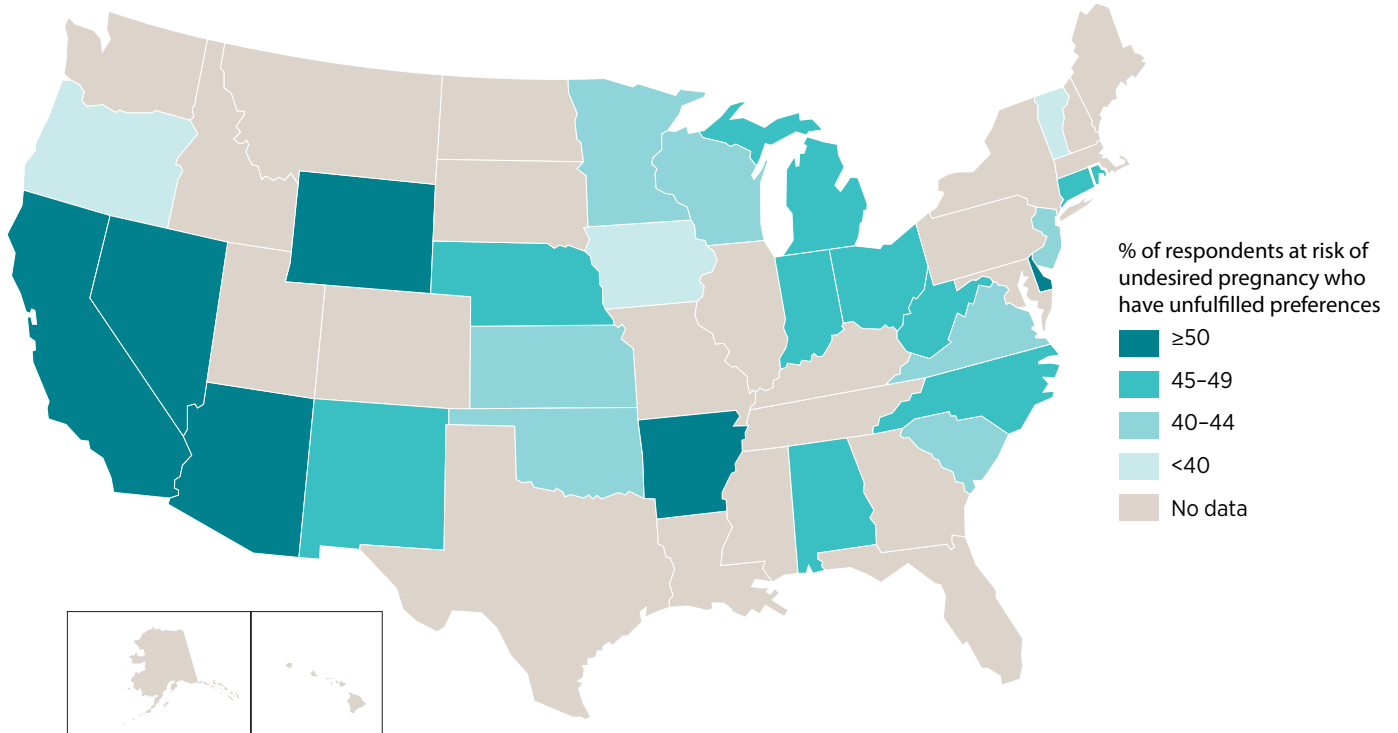 % of respondents at risk of
undesired pregnancy who
have unfulfilled preferences
≥50
45–49
40–44
<40
No data